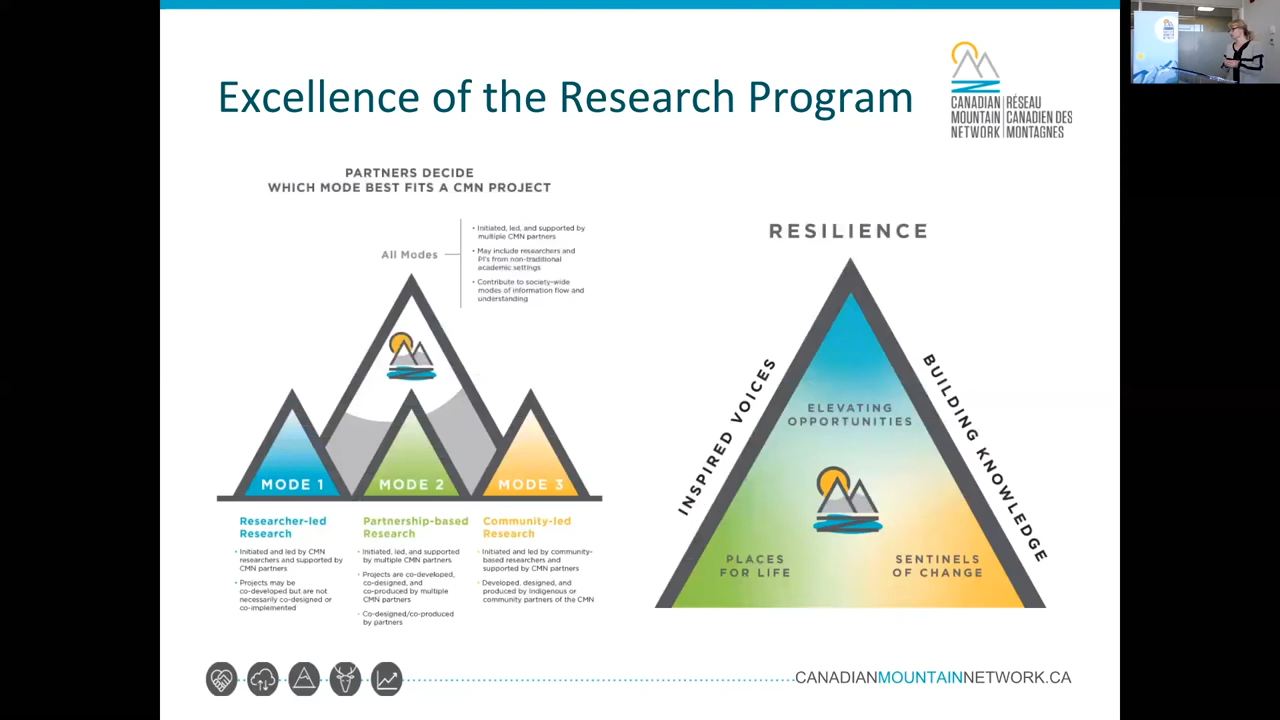 Excellence of the Research Program
CANADIAN
MOUNTAIN
NETWORK
RÉSEAU
CANADIEN DES
MONTAGNES
PARTNERS DECIDE
WHICH MODE BEST FITS A CMN PROJECT
All Modes
• Initiated, led, and supported by
multiple CMN partners
• May include researchers and
PI's from non-traditional
academic settings
• Contribute to society-wide
modes of information flow and
understanding
MODE 1
MODE 2
MODE 3
Researcher-led
Research
• Initiated and led by CMN
researchers and supported by
CMN partners
• Projects may be
co-developed but are not
necessarily co-designed or
co-implemented
Partnership-based
Research
• Initiated, led, and supported
by multiple CMN partners
• Projects are co-developed,
co-designed, and
co-produced by multiple
CMN partners
• Co-designed/co-produced
by partners
Community-led
Research
• Initiated and led by community-
based researchers and
supported by CMN partners
• Developed, designed, and
produced by indigenous or
community partners of the CMN
RESILIENCE
INSPIRED VOICES
BUILDING KNOWLEDGE
ELEVATING
OPPORTUNITIES
PLACES
FOR LIFE
SENTINELS
OF CHANGE
CANADIANMOUNTAINNETWORK.CA